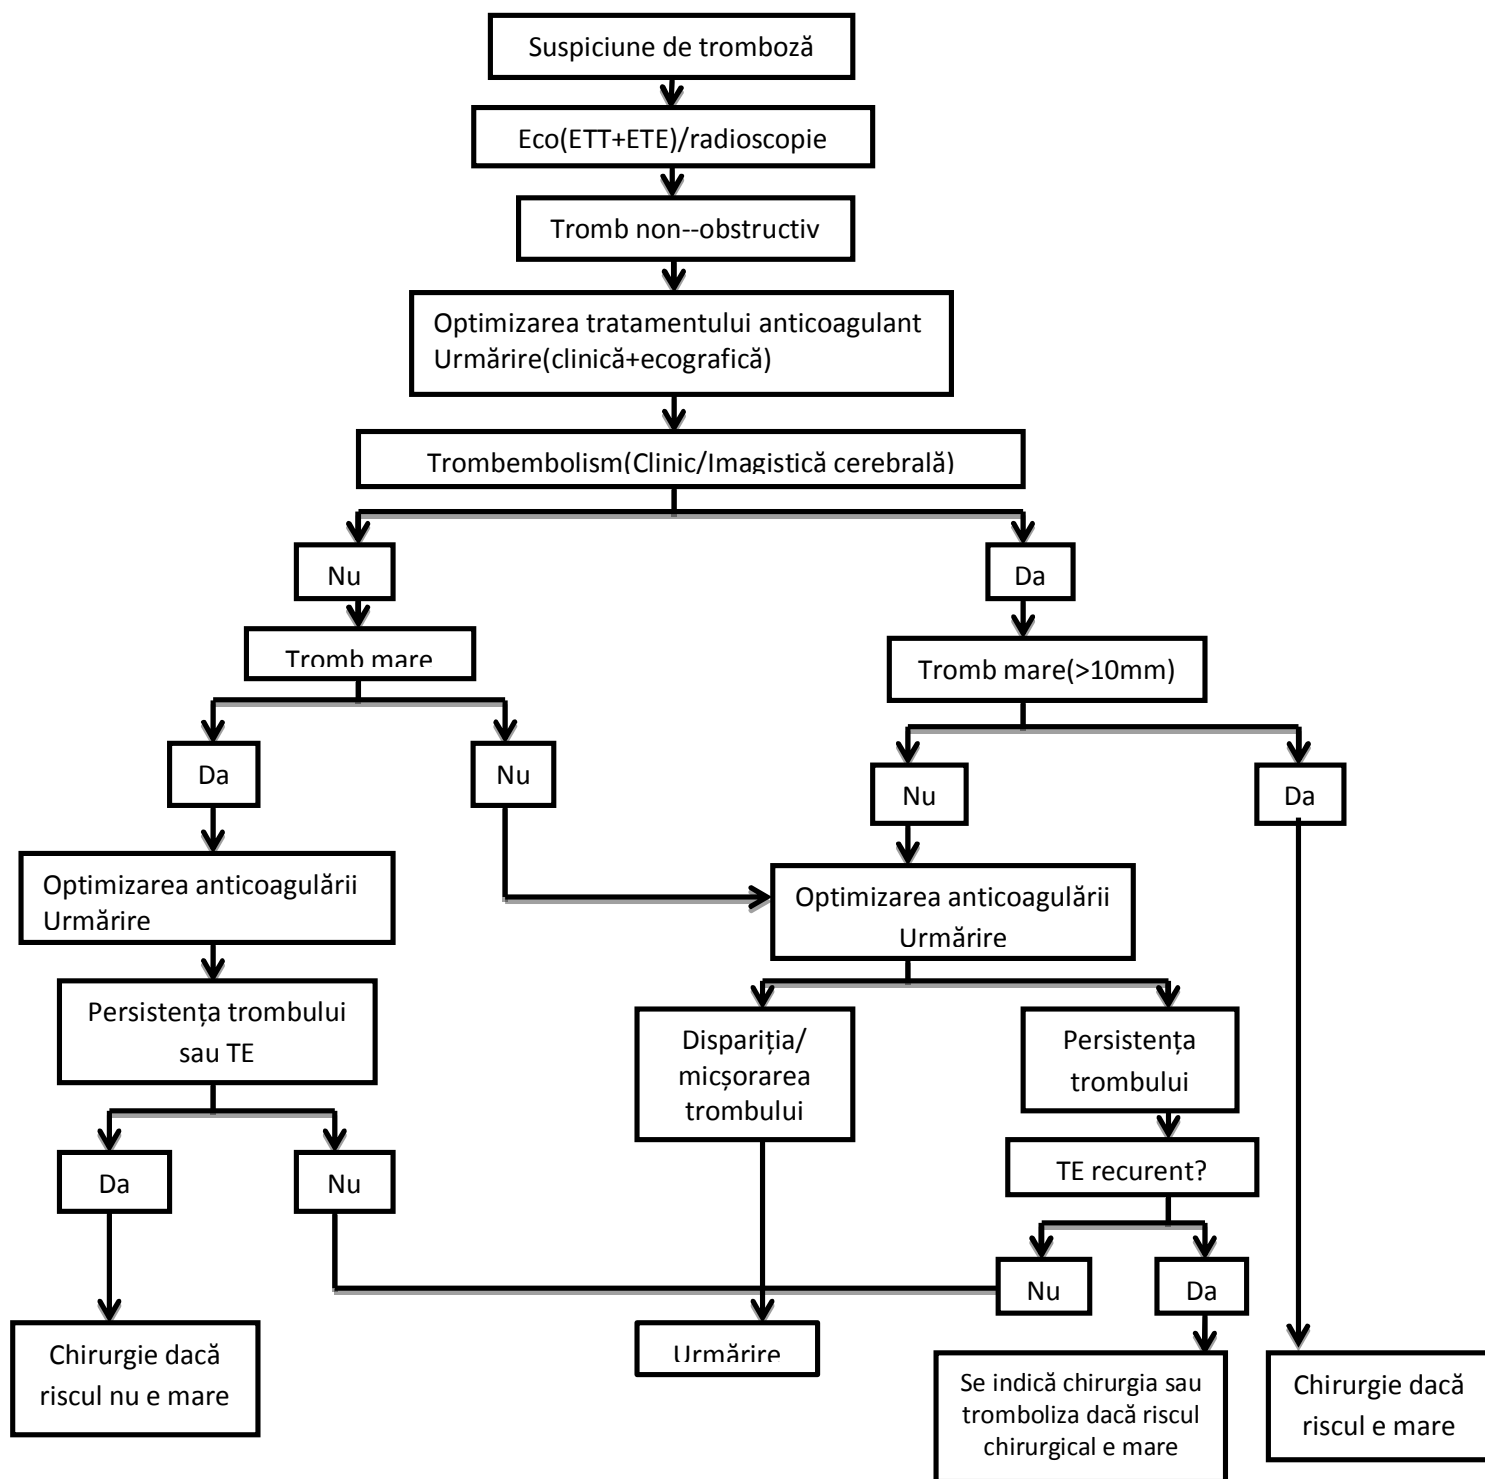 Suspiciune de tromboză
Eco(ETT+ETE)/radioscopie
Tromb non--obstructiv
Optimizarea tratamentului anticoagulant
Urmărire(clinică+ecografică)
Trombembolism(Clinic/Imagistică cerebrală)
Nu
Da
Tromb mare
Tromb mare(>10mm)
Da
Nu
Nu
Da
Optimizarea anticoagulării
Urmărire
Optimizarea anticoagulării
Urmărire
Persistența trombului
sau TE
Dispariția/
micșorarea
trombului
Persistența
trombului
TE recurent?
Da
Nu
Nu
Da
Chirurgie dacă
riscul nu e mare
Urmărire
Se indică chirurgia sau
tromboliza dacă riscul
chirurgical e mare
Chirurgie dacă
riscul e mare